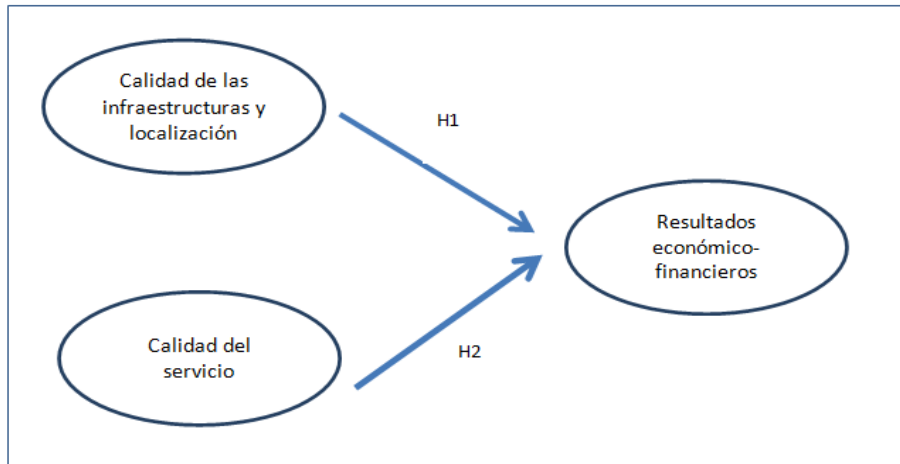 Calidad de las
infraestructuras y
localización
H1
Resultados
económico-
financieros
Calidad del
servicio
H2